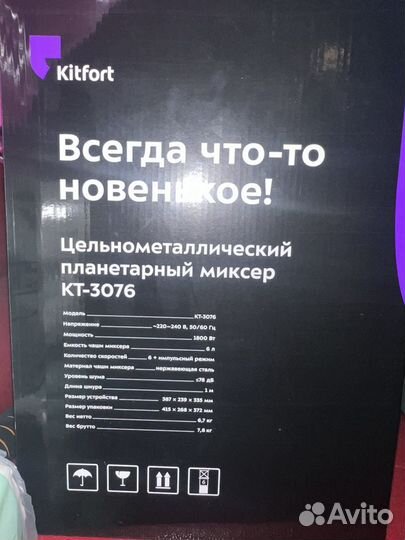 Kitfort
Всегда что-то
новенькое!
Цельнометаллический
планетарный миксер
КТ-3076
Модель КТ-3076
Напряжение ~220–240 В, 50/60 Гц
Мощность 1800 Вт
Емкость чаши миксера 6 л
Количество скоростей 6 + импульсный режим
Материал чаши миксера нержавеющая сталь
Уровень шума ≤78 дБ
Длина шнура 1 м
Размер устройства 387 × 239 × 335 мм
Размер упаковки 415 × 268 × 372 мм
Вес нетто 6,7 кг
Вес брутто 7,8 кг
6
Avito